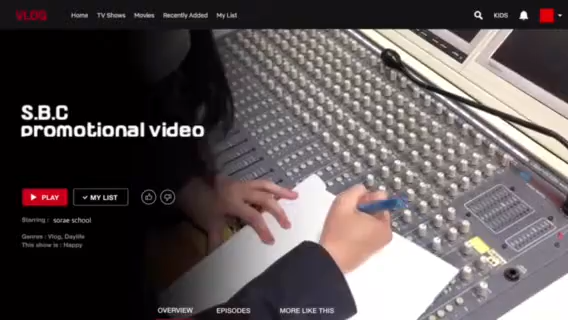 VLOG
Home
TV Shows
Movies
Recently Added
My List
KIDS
S.B.C
promotional video
PLAY
MY LIST
Starring : sorae school
Genres : Vlog, Daylife
This show is : Happy
OVERVIEW
EPISODES
MORE LIKE THIS